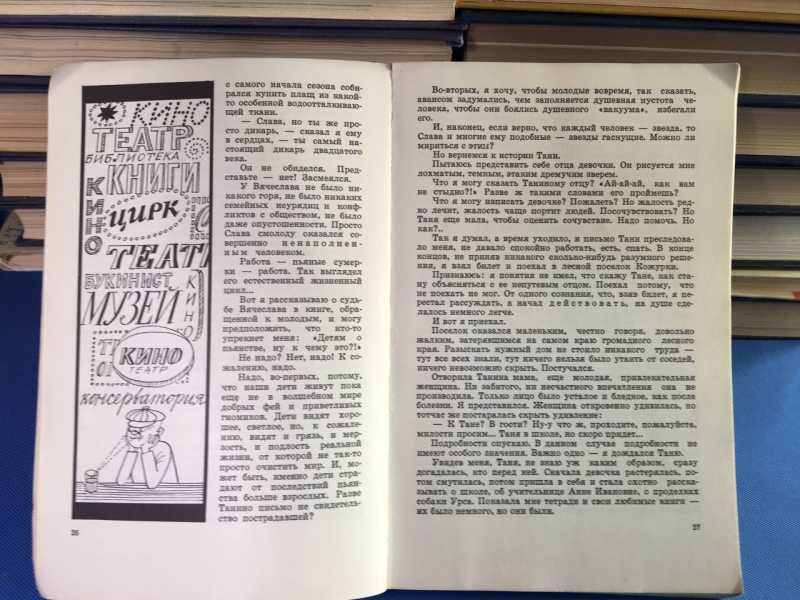 КИНО
ТЕАТР
БИБЛИОТЕКА
КНИГИ
КИНО
ЦИРК
ТЕАТ
БУКИНИСТ
МУЗЕЙ
КИНО
КИНО
ТЕАТР
консерватория
с самого начала сезона соби-
рался купить плащ из какой-
то особенной водоотталкиваю-
щей ткани.
— Слава, но ты же про-
сто дикарь, — сказал я ему
в сердцах, — ты самый на-
стоящий дикарь двадцатого
века.
Он не обиделся. Пред-
ставьте — нет! Засмеялся.
У Вячеслава не было ни-
какого горя, не было никаких
семейных неурядиц и кон-
фликтов с обществом, не было
даже опустошенности. Просто
Слава смолоду оказался со-
вершенно ненаполнен-
ным человеком.
Работа — пьяные сумер-
ки — работа. Так выглядел
его естественный жизненный
цикл...
Вот я рассказываю о судь-
бе Вячеслава в книге, обра-
щенной к молодым, и могу
предположить, что кто-то
упрекнет меня: «Детям о
пьянстве, ну к чему это?!»
Не надо? Нет, надо! К со-
жалению, надо.
Надо, во-первых, потому,
что наши дети живут пока
еще не в волшебном мире
добрых фей и приветливых
гномиков. Дети видят хоро-
шее, светлое, но, к сожале-
нию, видят и грязь, и мер-
зость, и подлость реальной
жизни, от которой не так-то
просто очистить мир. И, мо-
жет быть, именно дети стра-
дают от последствий пьян-
ства больше взрослых. Разве
Танино письмо не свидетель-
ство пострадавшей?
26
Во-вторых, я хочу, чтобы молодые вовремя, так сказать,
авансом задумались, чем заполняется душевная пустота че-
ловека, чтобы они боялись душевного «вакуума», избегали
его.
И, наконец, если верно, что каждый человек — звезда, то
Слава и многие ему подобные — звезды гаснущие. Можно ли
мириться с этим?
Но вернемся к истории Тани.
Пытаюсь представить себе отца девочки. Он рисуется мне
лохматым, темным, этаким дремучим зверем.
Что я могу сказать Таниному отцу? «Ай-ай-ай, как вам
не стыдно?!» Разве ж такими словами его проймешь?
Что я могу написать девочке? Пожалеть? Но жалость ред-
ко лечит, жалость чаще портит людей. Посочувствовать? Но
Таня еще мала, чтобы оценить сочувствие. Надо помочь. Но
как?..
Так я думал, а время уходило, и письмо Тани преследова-
ло меня, не давало спокойно работать, есть, спать. В конце
концов, не приняв никакого сколько-нибудь разумного реше-
ния, я взял билет и поехал в лесной поселок Кожурки.
Признаюсь: я понятия не имел, что скажу Тане, как ста-
ну объясняться с ее непутевым отцом. Поехал потому, что
не поехать не мог. От одного сознания, что, взяв билет, я пе-
рестал рассуждать, а начал действовать, на душе сде-
лалось немного легче.
И вот я приехал.
Поселок оказался маленьким, честно говоря, довольно
жалким, затерявшимся на самом краю громадного лесного
края. Разыскать нужный дом не стоило никакого труда —
тут все всех знали, тут ничего нельзя было утаить от соседей,
ничего невозможно скрыть. Постучался.
Отворила Танина мама, еще молодая, привлекательная
женщина. Ни забитого, ни несчастного впечатления она не
производила. Только лицо было усталое и бледное, как после
болезни. Я представился. Женщина откровенно удивилась, но
тотчас же постаралась скрыть удивление:
— К Тане? В гости? Ну-у что ж, проходите, пожалуйста,
милости просим... Таня в школе, но скоро придет...
Подробности опускаю. В данном случае подробности не
имеют особого значения. Важно одно — я дождался Таню.
Увидев меня, Таня, не знаю уж каким образом, сразу
догадалась, кто перед ней. Сначала девочка растерялась, по-
том смутилась, потом пришла в себя и стала охотно расска-
зывать о школе, об учительнице Анне Ивановне, о проделках
собаки Урса. Показала мне тетради и свои любимые книги —
их было немного, но они были.
27